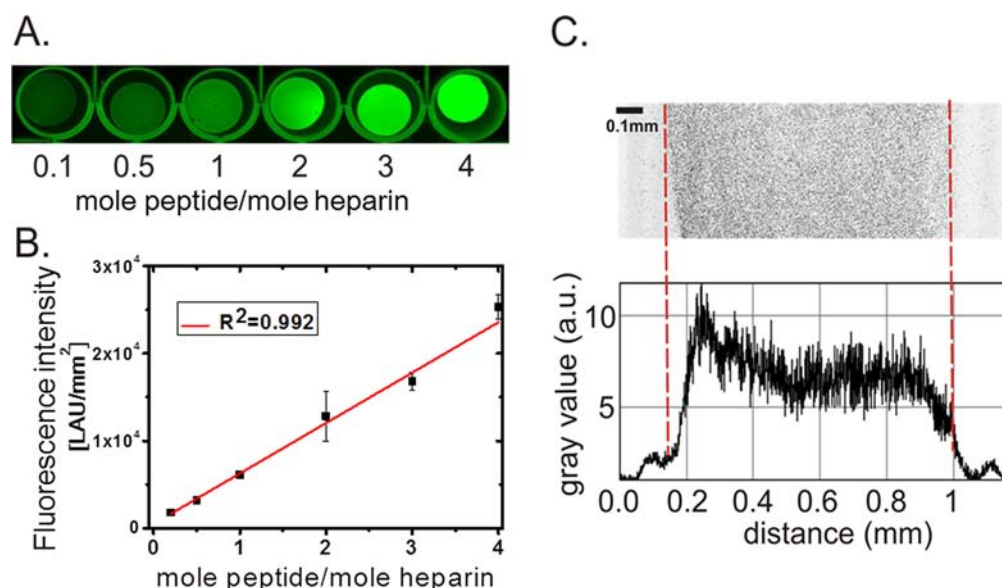 A.
0.1 0.5 1 2 3 4
mole peptide/mole heparin
B.
Fluorescence intensity
[LAU/mm²]
3x10⁴
2x10⁴
1x10⁴
0
R²=0.992
0 1 2 3 4
mole peptide/mole heparin
C.
0.1mm
gray value (a.u.)
10
5
0.0 0.2 0.4 0.6 0.8 1
distance (mm)